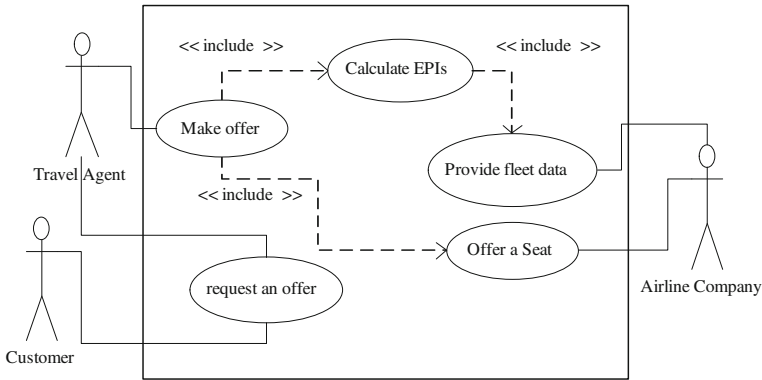 << include >>
<< include >>
Calculate EPIs
Make offer
Provide fleet data
Travel Agent
<< include >>
Offer a Seat
request an offer
Airline Company
Customer